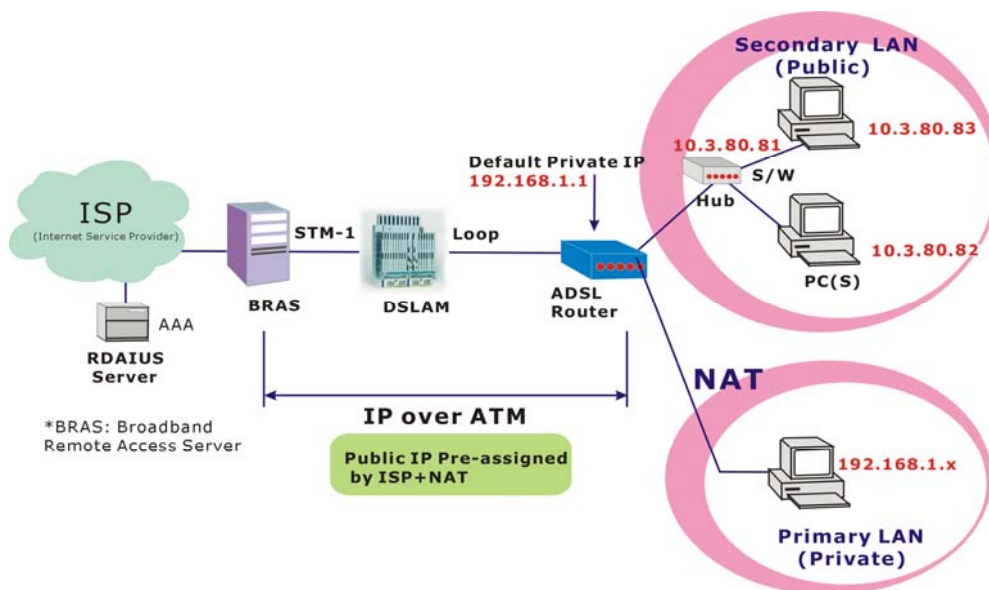 Secondary LAN
(Public)
10.3.80.83
10.3.80.81
S/W
Hub
10.3.80.82
PC(S)
Default Private IP
192.168.1.1
ISP
(Internet Service Provider)
STM-1
Loop
BRAS
DSLAM
ADSL
Router
AAA
RDAIUS
Server
NAT
*BRAS: Broadband
Remote Access Server
IP over ATM
Public IP Pre-assigned
by ISP+NAT
192.168.1.x
Primary LAN
(Private)